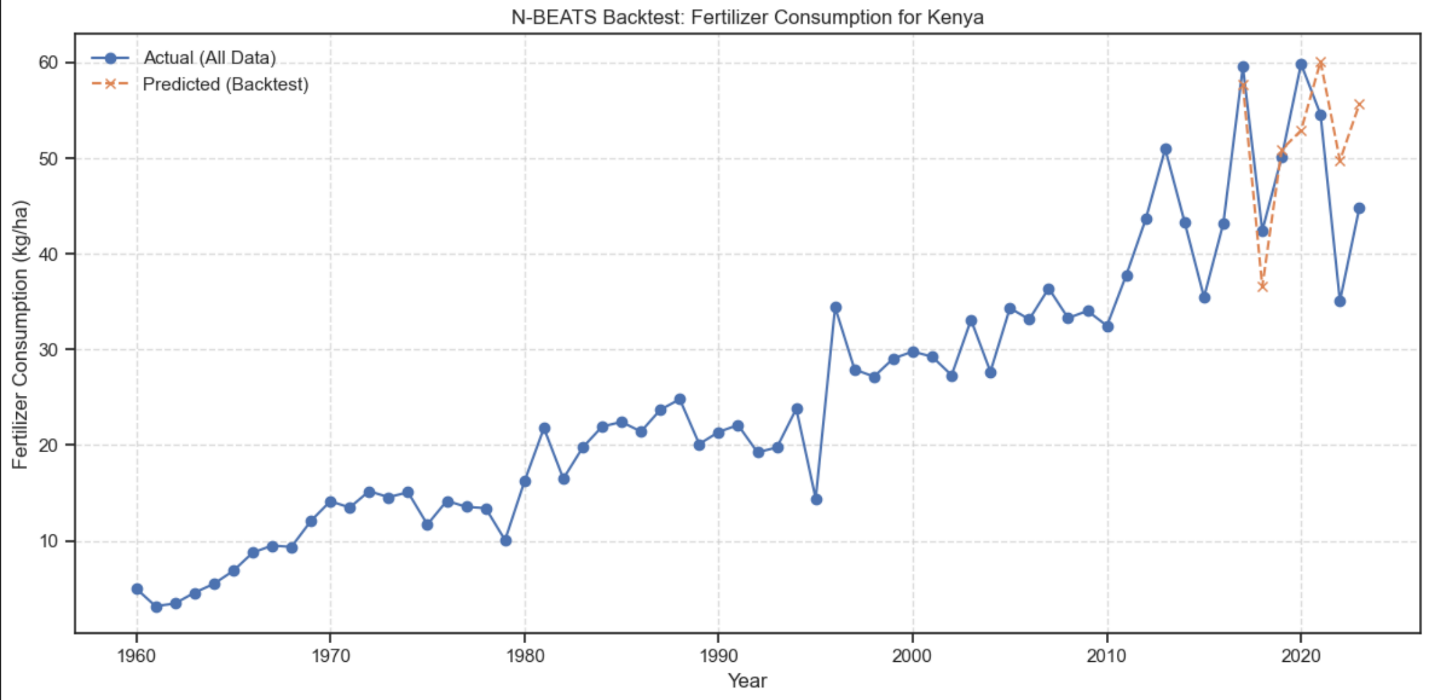 N-BEATS Backtest: Fertilizer Consumption for Kenya
Actual (All Data)
Predicted (Backtest)
Fertilizer Consumption (kg/ha)
60
50
40
30
20
10
1960 1970 1980 1990 2000 2010 2020
Year